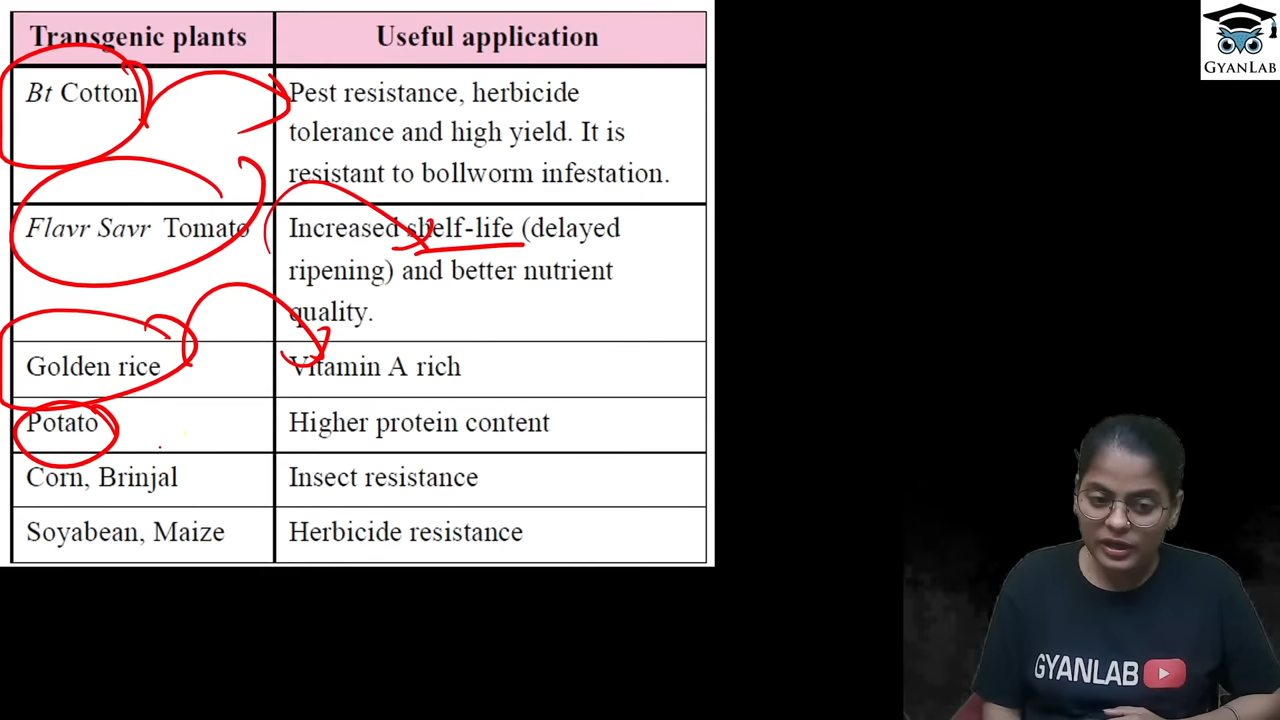 Transgenic plants
Useful application
Bt Cotton
Pest resistance, herbicide
tolerance and high yield. It is
resistant to bollworm infestation.
Flavr Savr Tomato
Increased shelf-life (delayed
ripening) and better nutrient
quality.
Golden rice
Vitamin A rich
Potato
Higher protein content
Corn, Brinjal
Insect resistance
Soyabean, Maize
Herbicide resistance
GYANLAB
GYANLAB